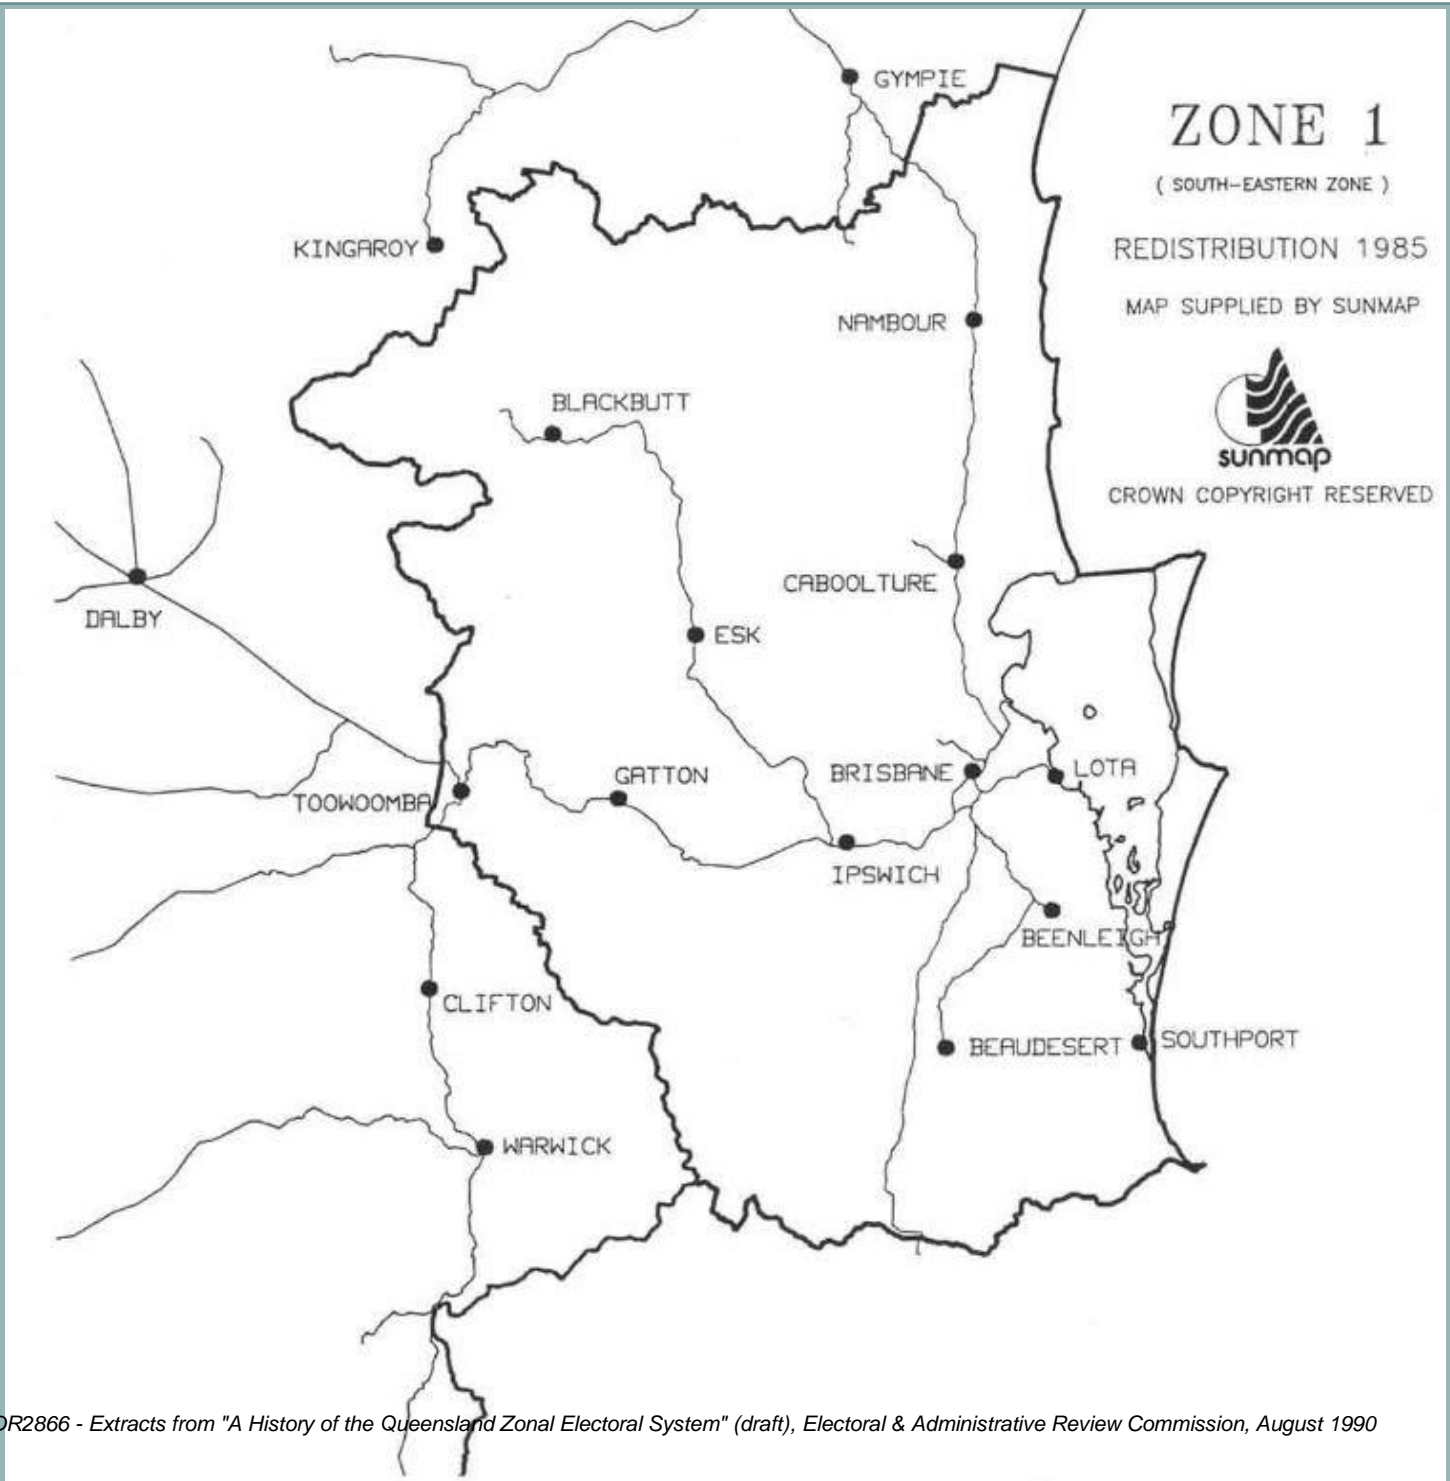 GYMPIE
ZONE 1
( SOUTH-EASTERN ZONE )
KINGAROY
REDISTRIBUTION 1985
MAP SUPPLIED BY SUNMAP
NAMBOUR
BLACKBUTT
sunmap
CROWN COPYRIGHT RESERVED
CABOOLTURE
DALBY
ESK
LOTA
BRISBANE
GATTON
TOOWOOMBA
IPSWICH
BEENLEIGH
CLIFTON
SOUTHPORT
BEAUDESERT
WARWICK
- Extracts from "A History of the Queensland Zonal Electoral System" (draft), Electoral & Administrative Review Commission, August 1990